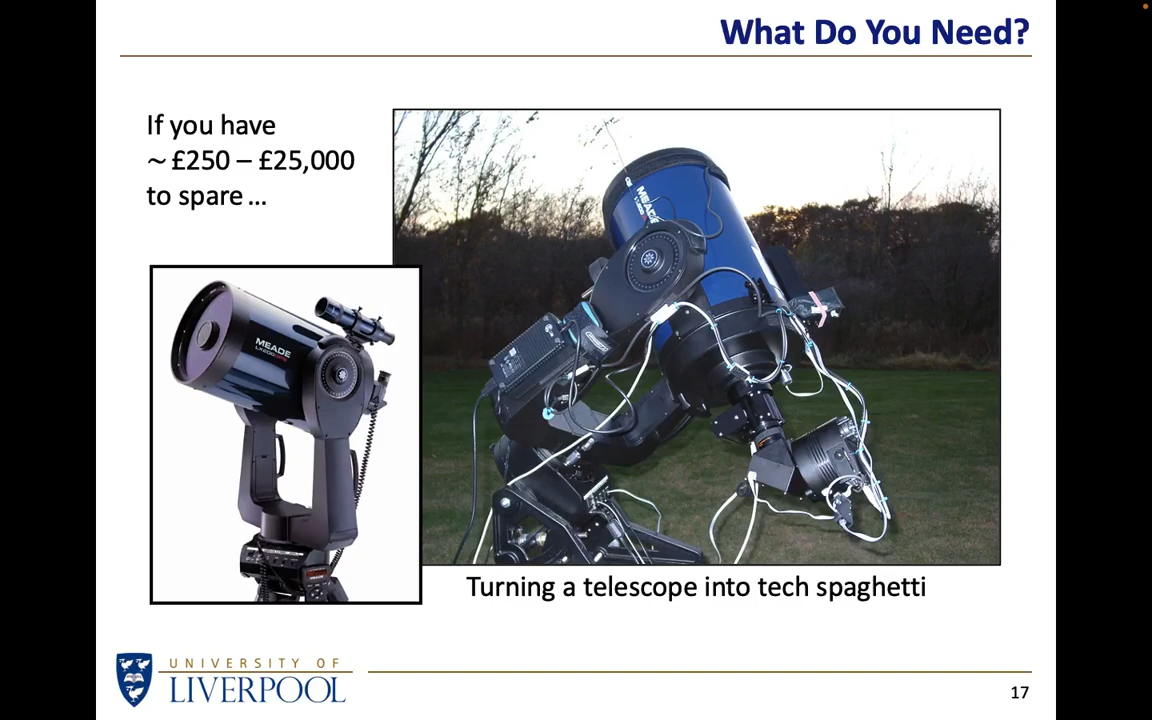 What Do You Need?
If you have
~ £250 – £25,000
to spare ...
MEADE
MEADE
Turning a telescope into tech spaghetti
UNIVERSITY OF
LIVERPOOL
17